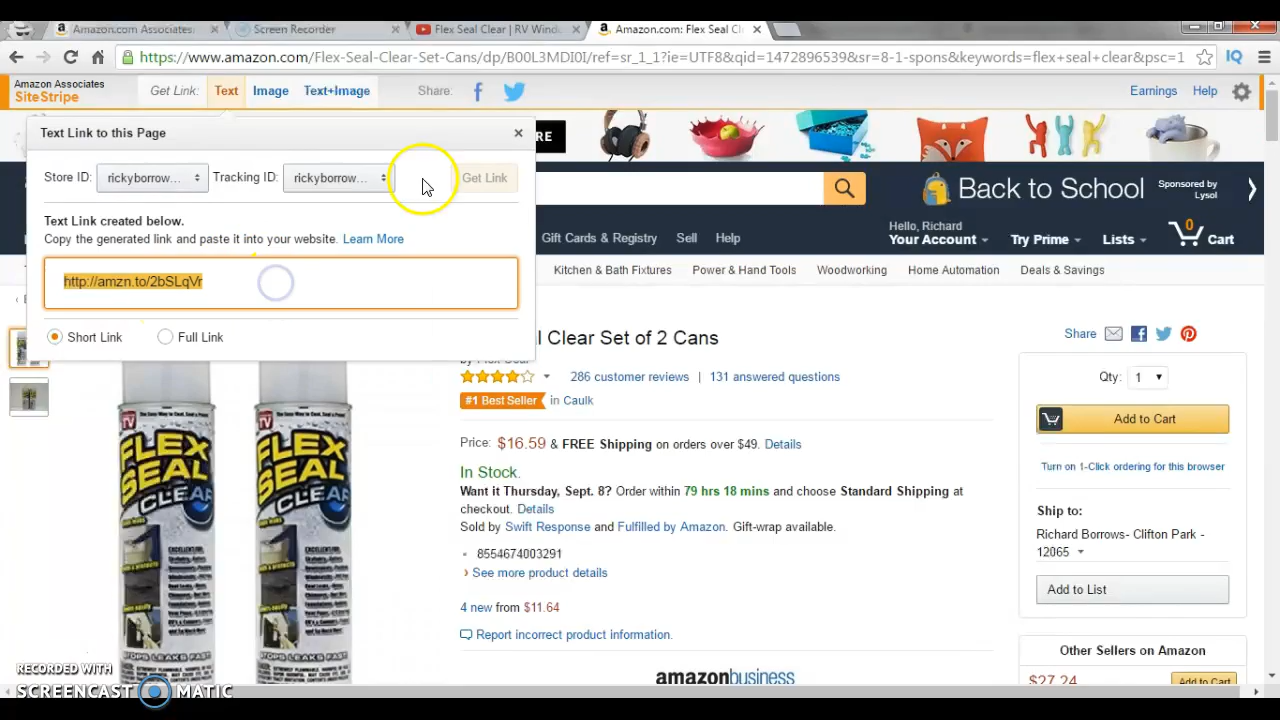 Amazon.com Associates:
Screen Recorder
Flex Seal Clear | RV Wind
Amazon.com: Flex Seal C
https://www.amazon.com/Flex-Seal-Clear-Set-Cans/dp/B00L3MDI0I/ref=sr_1_1?ie=UTF8&qid=1472896539&sr=8-1-spons&keywords=flex+seal+clear&psc=1
IQ
Amazon Associates
SiteStripe
Get Link: Text Image Text+Image Share:
Earnings Help
Text Link to this Page
RE
Store ID: rickyborrow... Tracking ID: rickyborrow... Get Link
Back to School
Sponsored by
Lysol
Text Link created below.
Copy the generated link and paste it into your website. Learn More
Gift Cards & Registry Sell Help
Hello, Richard
Your Account Try Prime Lists 0 Cart
Kitchen & Bath Fixtures Power & Hand Tools Woodworking Deals & Savings
http://amzn.to/2bSLqVr
Short Link Full Link
al Clear Set of 2 Cans
Share
286 customer reviews | 131 answered questions
#1 Best Seller in Caulk
Qty: 1
Add to Cart
Price: $16.59 & FREE Shipping on orders over $49. Details
In Stock.
Want it Thursday, Sept. 8? Order within 79 hrs 18 mins and choose Standard Shipping at
checkout. Details
Sold by Swift Response and Fulfilled by Amazon. Gift-wrap available.
Turn on 1-Click ordering for this browser
Ship to:
Richard Borrows- Clifton Park -
12065
8554674003291
See more product details
Add to List
4 new from $11.64
Report incorrect product information.
FLEX
SEAL
CLEAR
FLEX
SEAL
CLEAR
Other Sellers on Amazon
amazonbusiness
$27.24
Add to Cart
RECORDED WITH
SCREENCAST MATIC